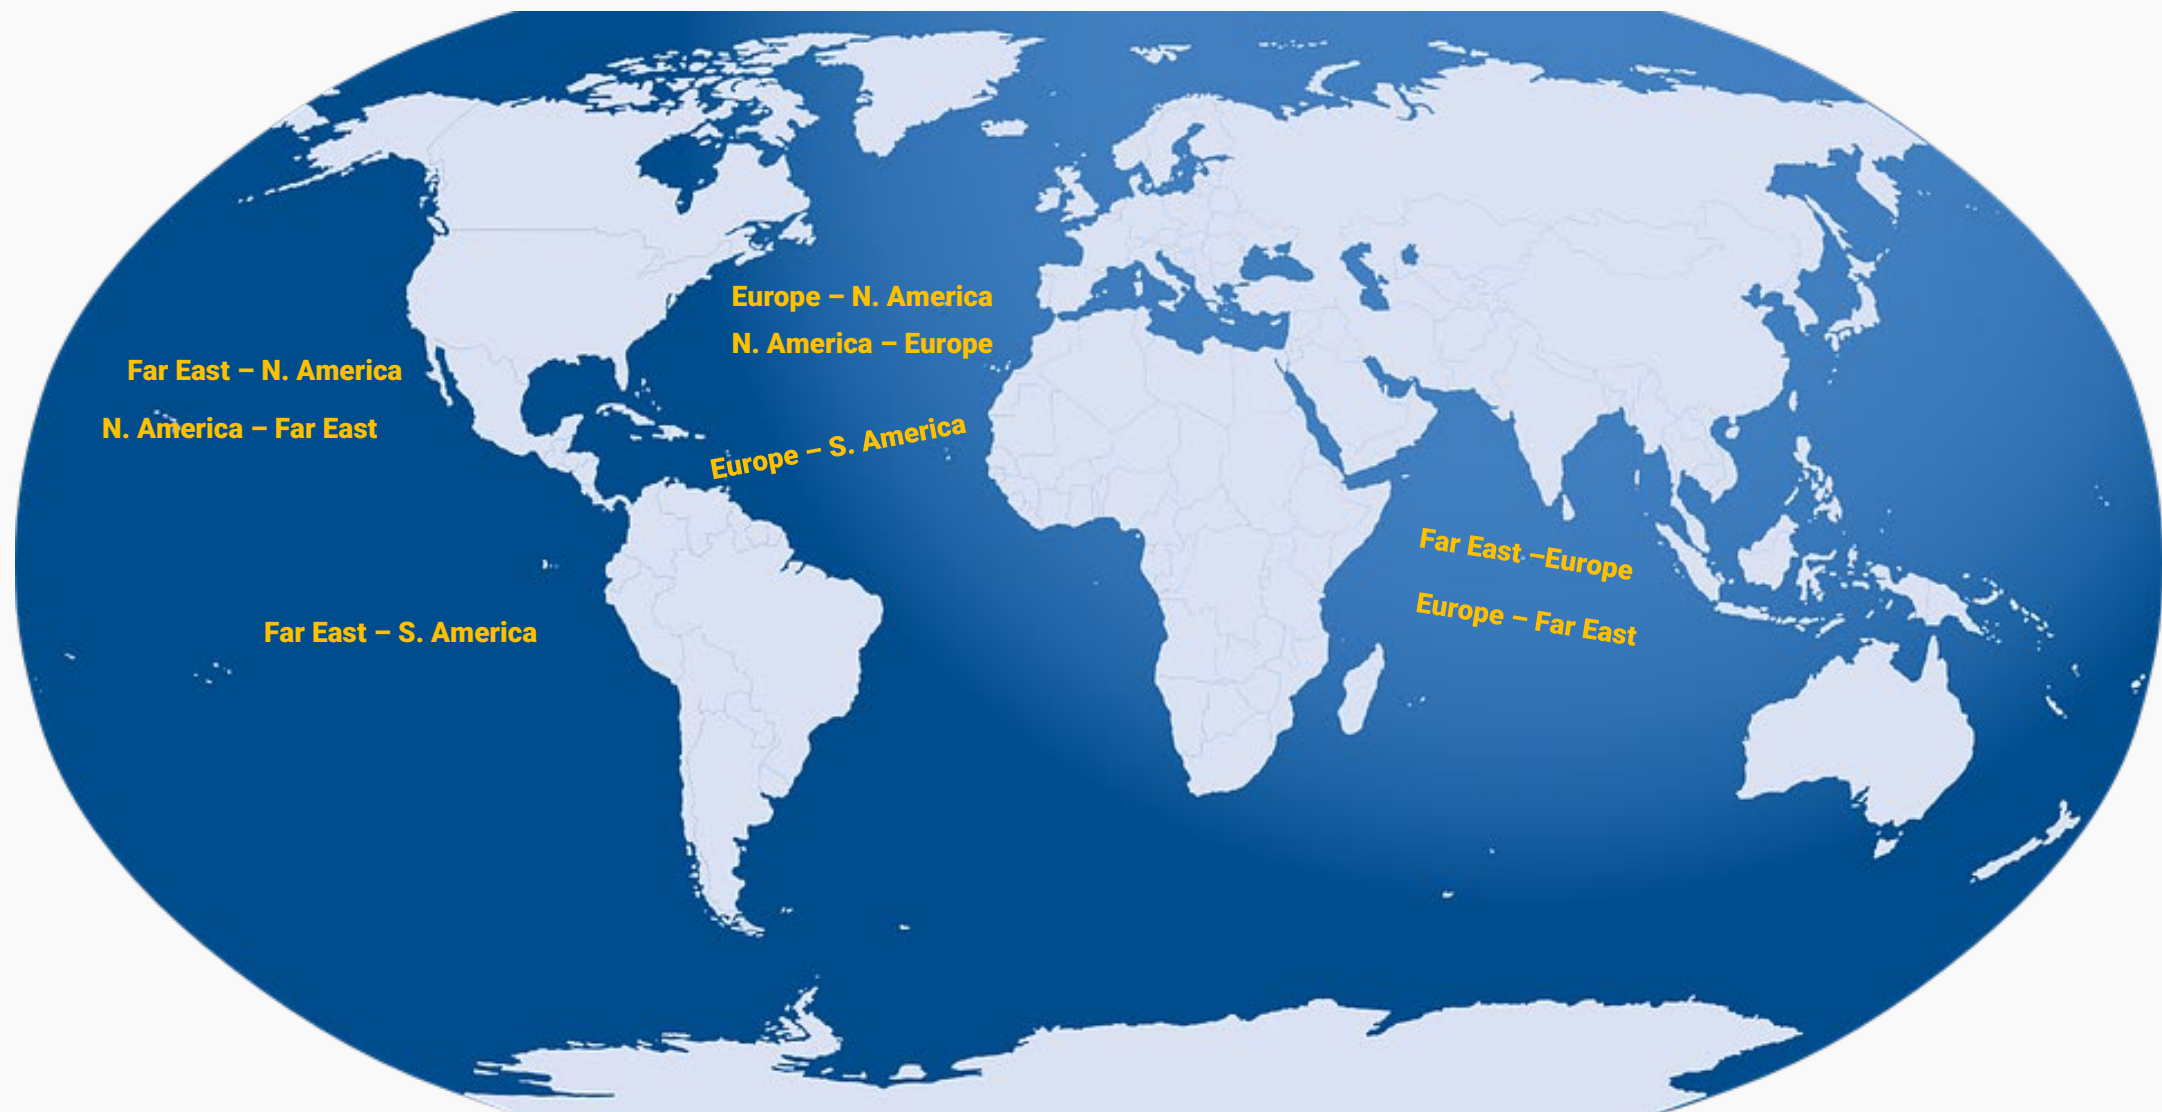 Europe – N. America
N. America – Europe
Far East – N. America
N. America – Far East
Europe – S. America
Far East –Europe
Europe – Far East
Far East – S. America